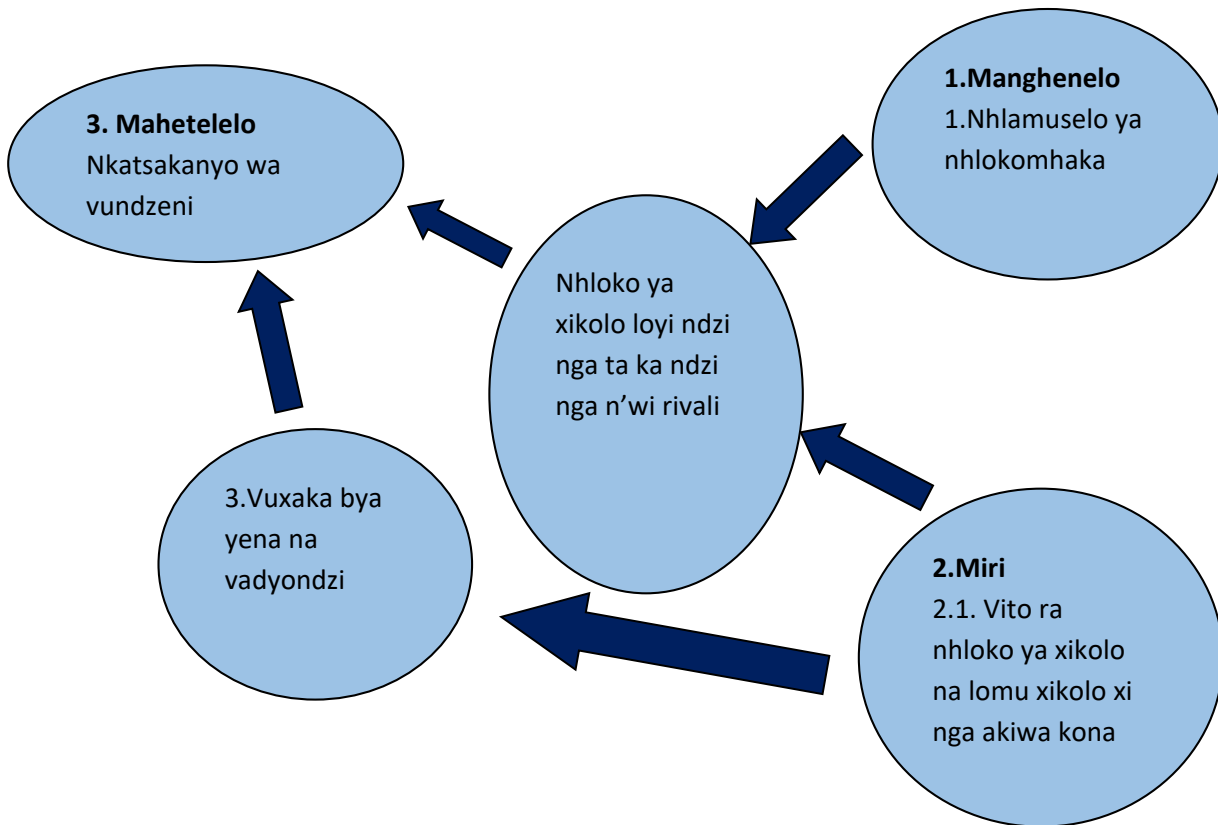 1.Manghenelo
1.Nhlamuselo ya
nhlokomhaka
3. Mahetelelo
Nkatsakanyo wa
vundzeni
Nhloko ya
xikolo loyi ndzi
nga ta ka ndzi
nga n’wi rivali
3.Vuxaka bya
yena na
vadyondzi
2.Miri
2.1. Vito ra
nhloko ya xikolo
na lomu xikolo xi
nga akiwa kona